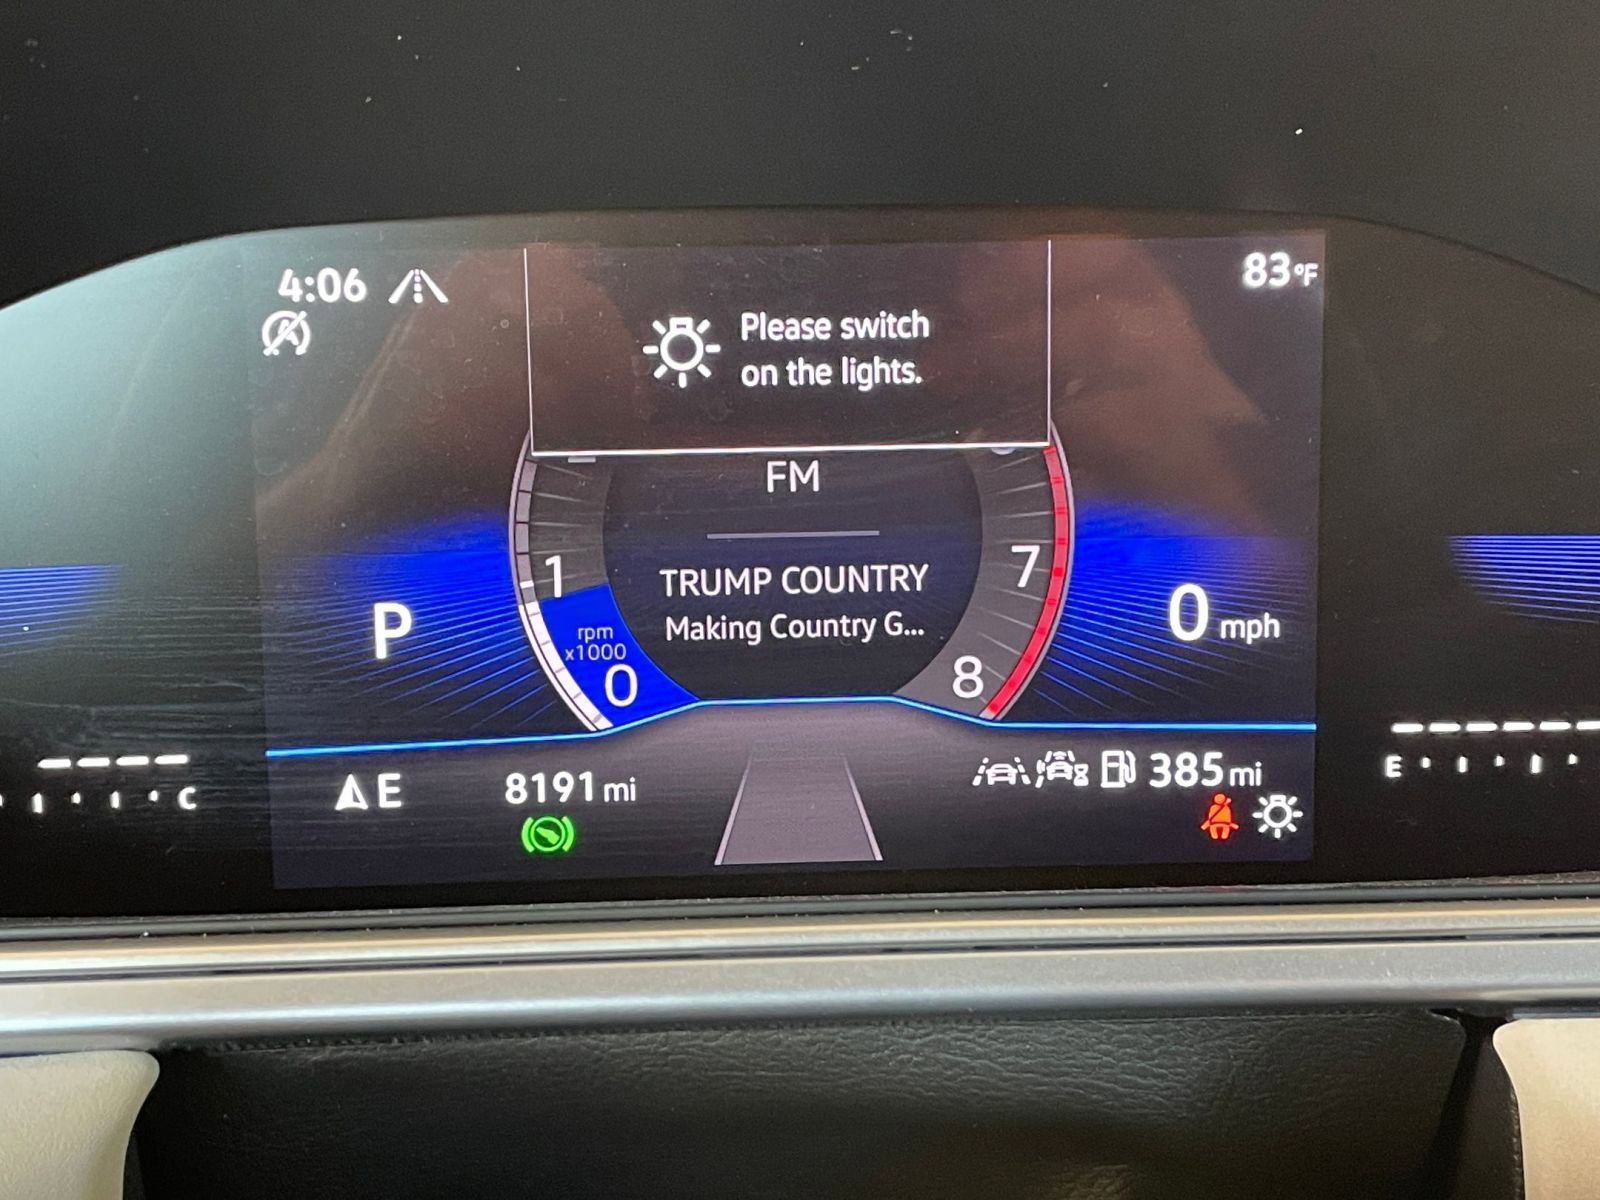 4:06
83°F
Please switch
on the lights.
FM
TRUMP COUNTRY
Making Country G...
1
7
rpm
x1000
0
8
P
0 mph
C
E
8191 mi
385 mi
E